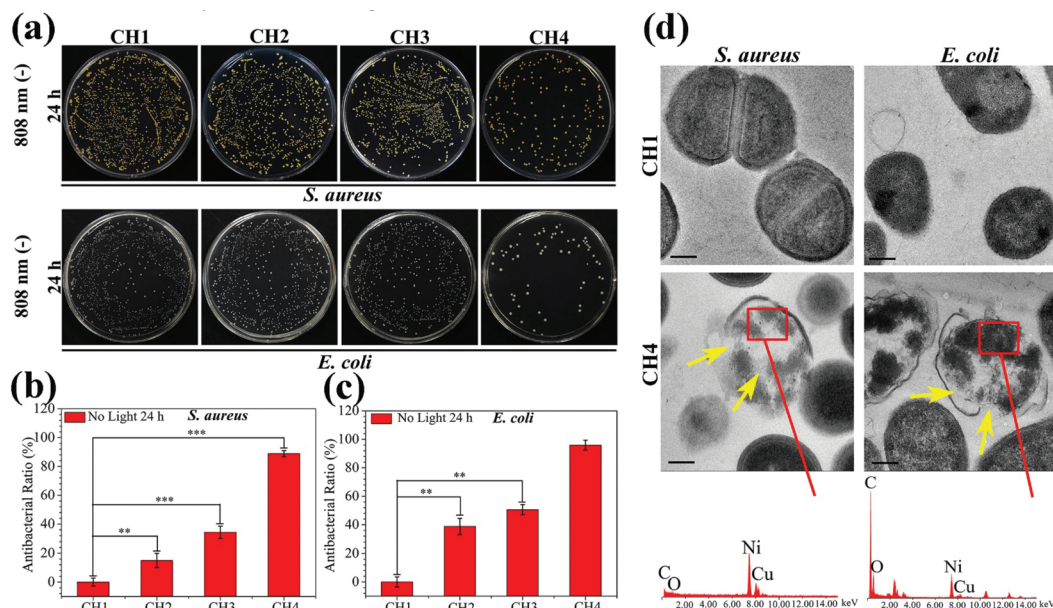 (a)
CH1 CH2 CH3 CH4
808 nm (-)
24 h
S. aureus
808 nm (-)
24 h
E. coli
(b)
120
100
80
60
40
20
0
Antibacterial Ratio (%)
No Light 24 h
S. aureus
***
***
**
CH1 CH2 CH3 CH4
(c)
120
100
80
60
40
20
0
Antibacterial Ratio (%)
No Light 24 h
E. coli
**
**
CH1 CH2 CH3 CH4
(d)
S. aureus E. coli
CH1
CH4
C
O
Ni
Cu
2.00 4.00 6.00 8.00 10.00 12.00 14.00 keV
C
O
Ni
Cu
2.00 4.00 6.00 8.00 10.00 12.00 14.00 keV